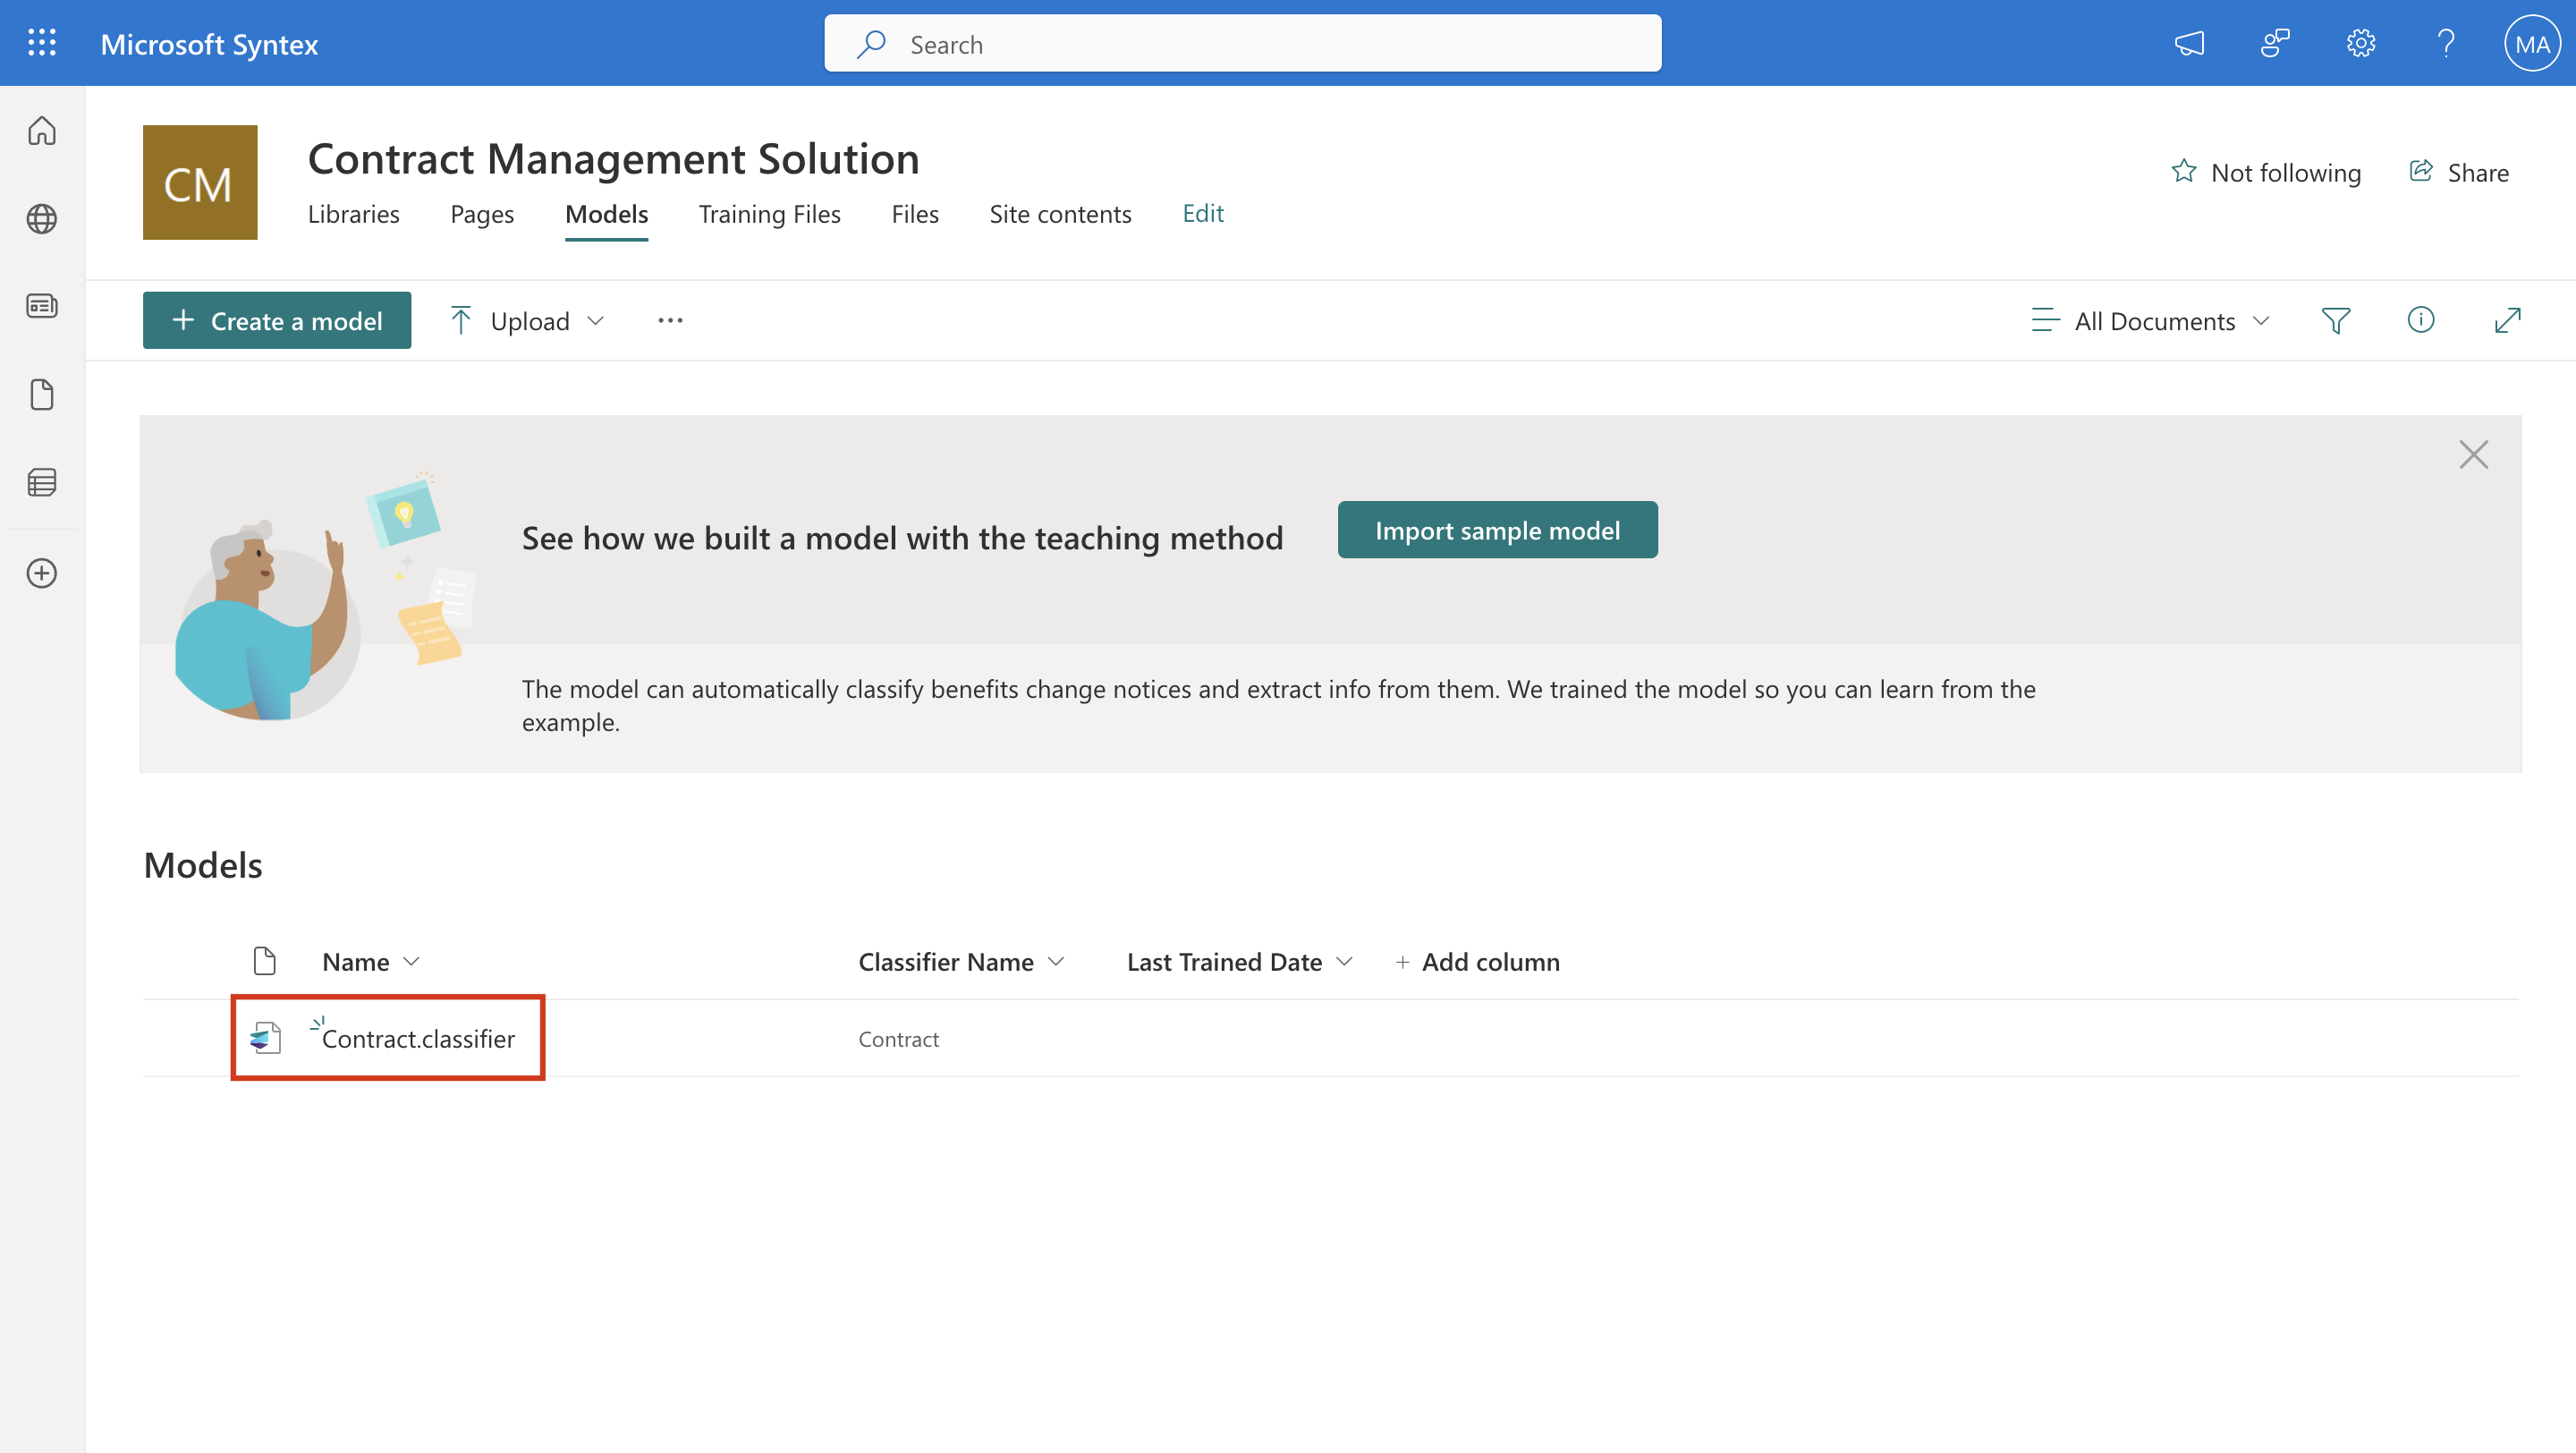 Microsoft Syntex
Search
MA
CM
Contract Management Solution
Not following
Share
Libraries
Pages
Models
Training Files
Files
Site contents
Edit
Create a model
Upload
All Documents
See how we built a model with the teaching method
Import sample model
The model can automatically classify benefits change notices and extract info from them. We trained the model so you can learn from the
example.
Models
Name
Classifier Name
Last Trained Date
+ Add column
Contract.classifier
Contract